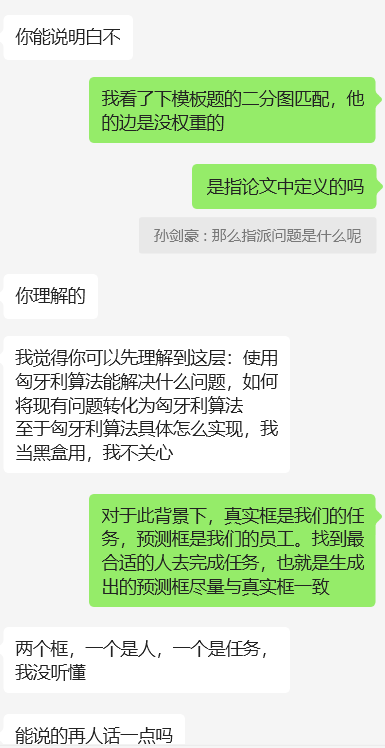 你能说明白不
我看了下模板题的二分图匹配，他
的边是没权重的
是指论文中定义的吗
孙剑豪：那么指派问题是什么呢
你理解的
我觉得你可以先理解到这层：使用
匈牙利算法能解决什么问题，如何
将现有问题转化为匈牙利算法
至于匈牙利算法具体怎么实现，我
当黑盒用，我不关心
对于此背景下，真实框是我们的任
务，预测框是我们的员工。找到最
合适的人去完成任务，也就是生成
出的预测框尽量与真实框一致
两个框，一个是人，一个是任务，
我没听懂
能说的再人话一点吗